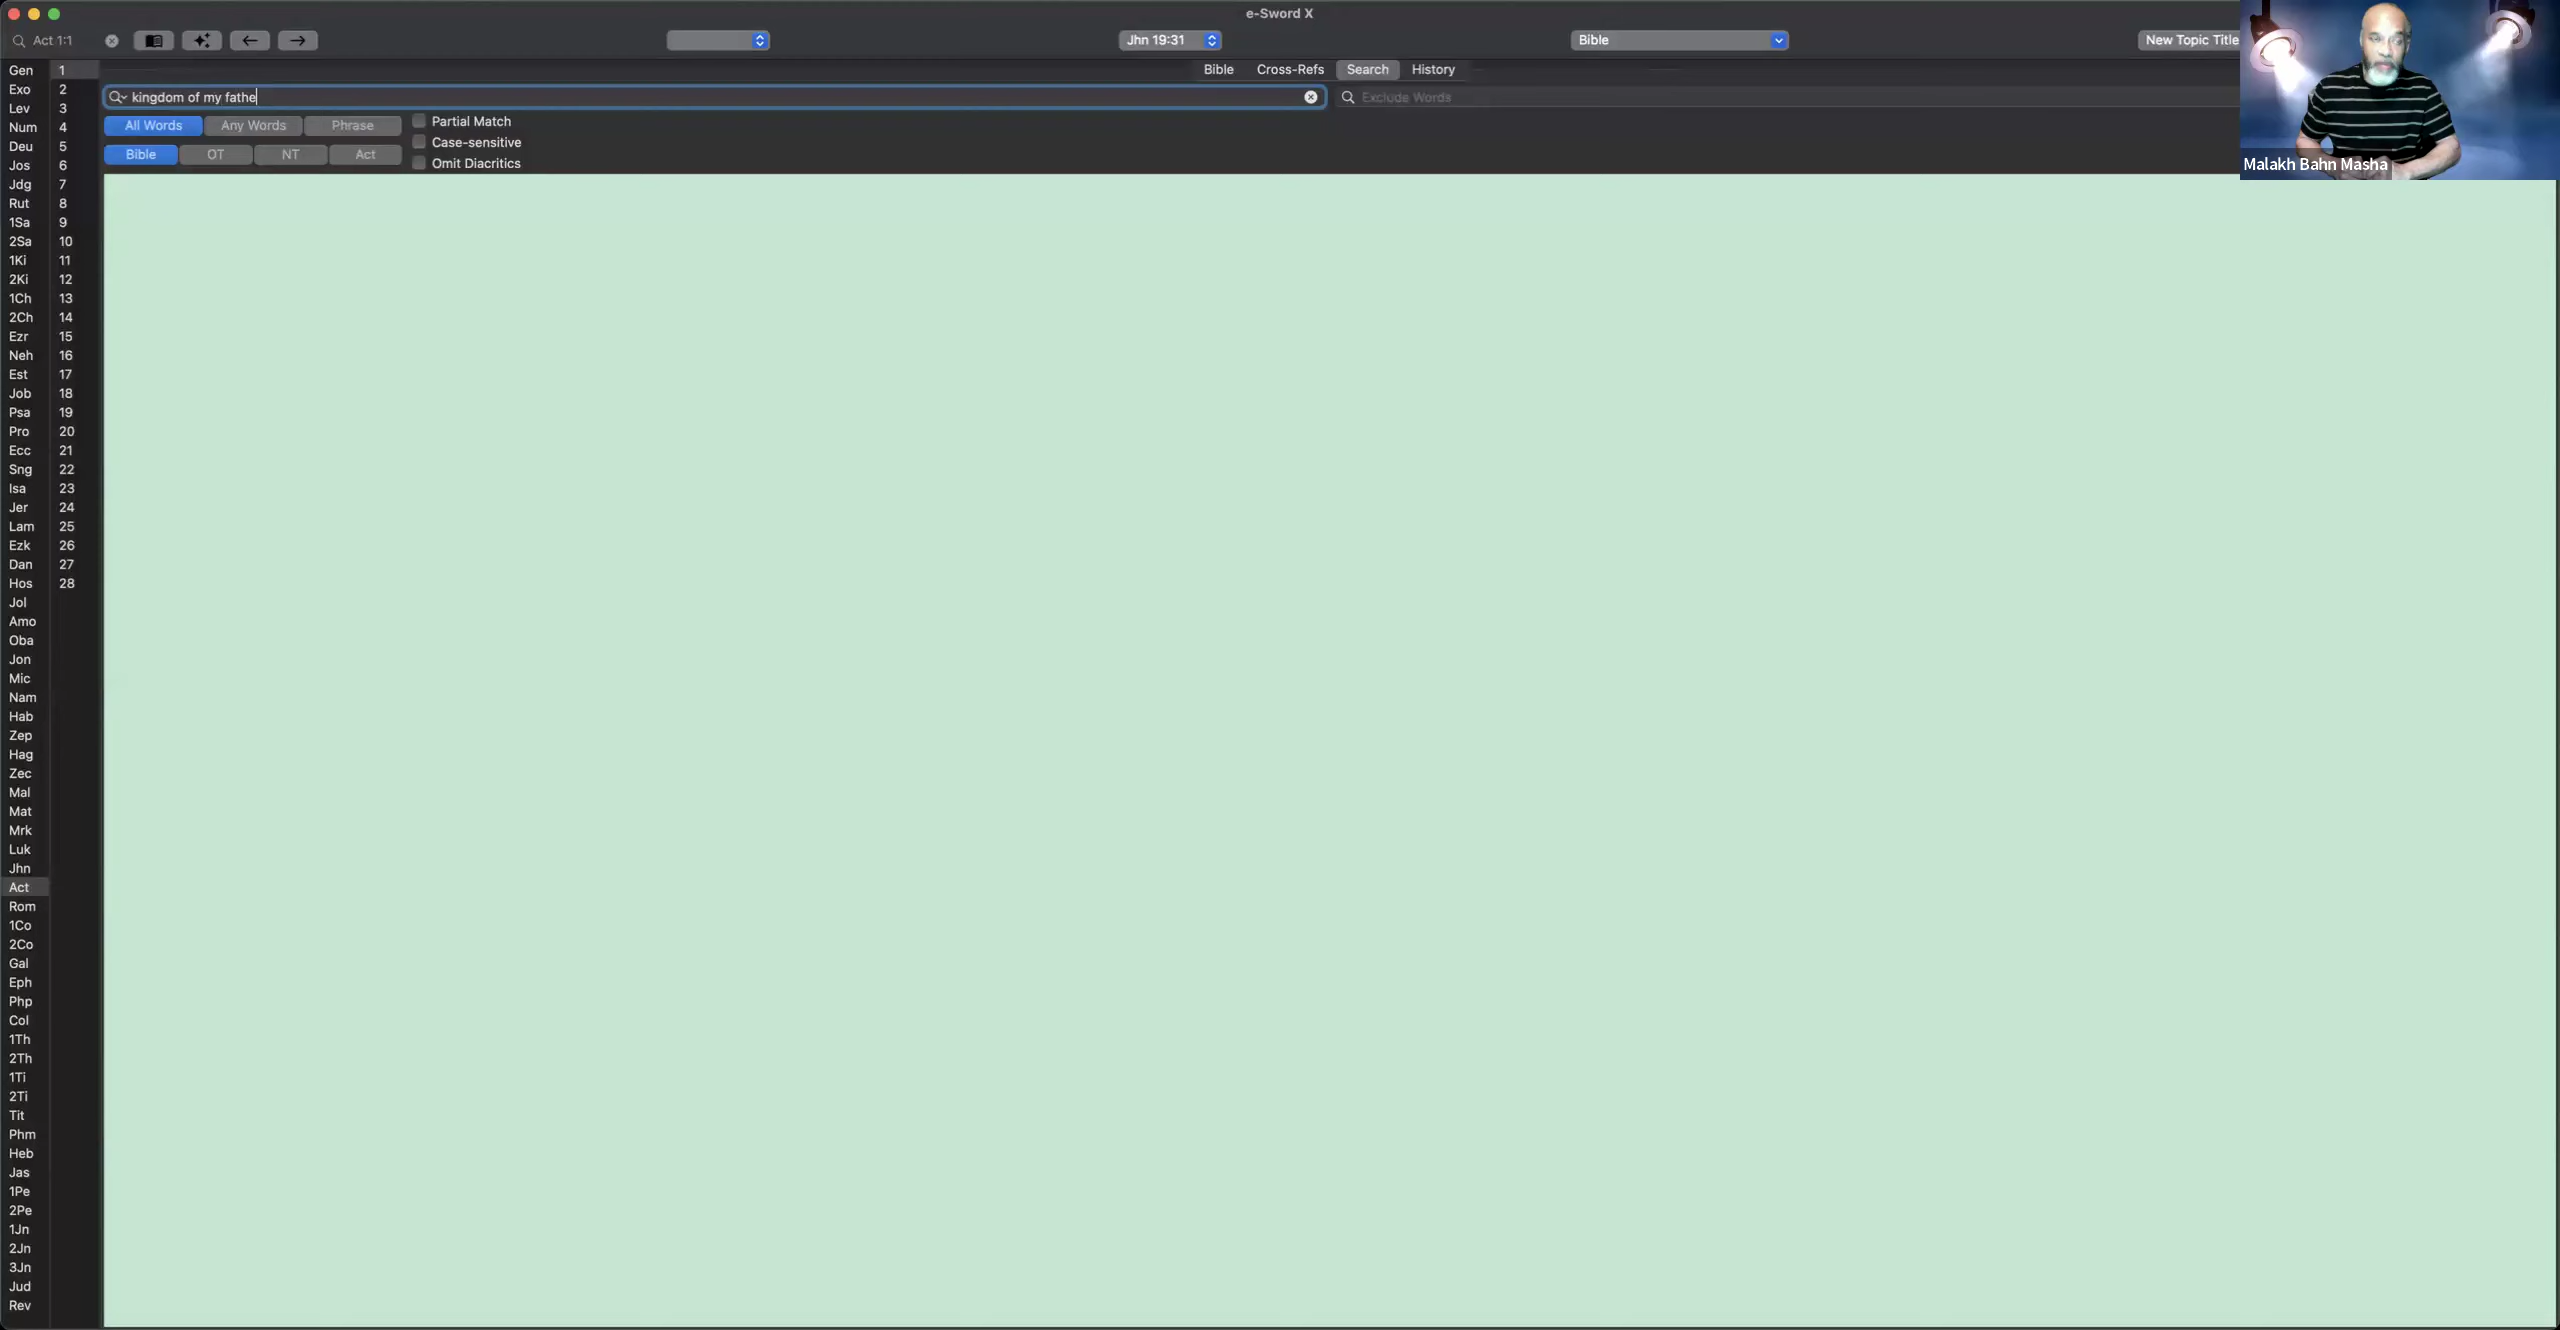 e-Sword X
Act 1:1
Jhn 19:31
Bible
New Topic Title
Malakh Bahn Masha
Bible Cross-Refs Search History
kingdom of my fathe
Exclude Words
All Words Any Words Phrase
Partial Match
Case-sensitive
Bible OT NT Act
Omit Diacritics
Gen 1
Exo 2
Lev 3
Num 4
Deu 5
Jos 6
Jdg 7
Rut 8
1Sa 9
2Sa 10
1Ki 11
2Ki 12
1Ch 13
2Ch 14
Ezr 15
Neh 16
Est 17
Job 18
Psa 19
Pro 20
Ecc 21
Sng 22
Isa 23
Jer 24
Lam 25
Ezk 26
Dan 27
Hos 28
Jol
Amo
Oba
Jon
Mic
Nam
Hab
Zep
Hag
Zec
Mal
Mat
Mrk
Luk
Jhn
Act
Rom
1Co
2Co
Gal
Eph
Php
Col
1Th
2Th
1Ti
2Ti
Tit
Phm
Heb
Jas
1Pe
2Pe
1Jn
2Jn
3Jn
Jud
Rev